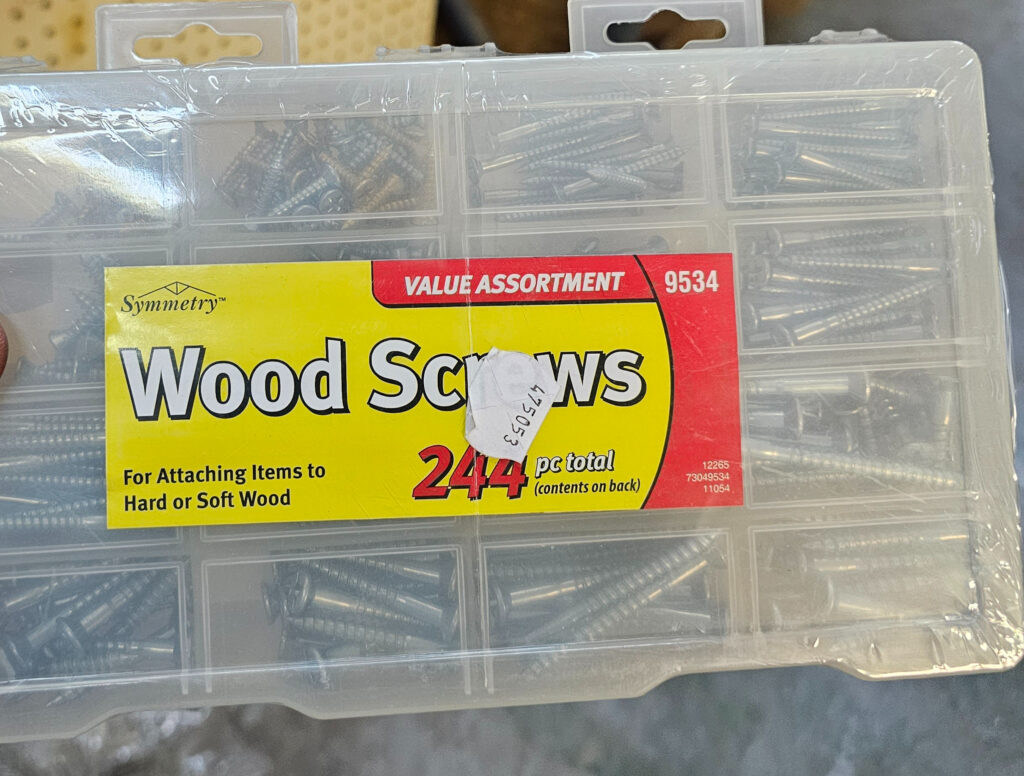 Symmetry™
VALUE ASSORTMENT
9534
Wood Screws
475053
244 pc total
(contents on back)
For Attaching Items to
Hard or Soft Wood
12265
73049534
11054